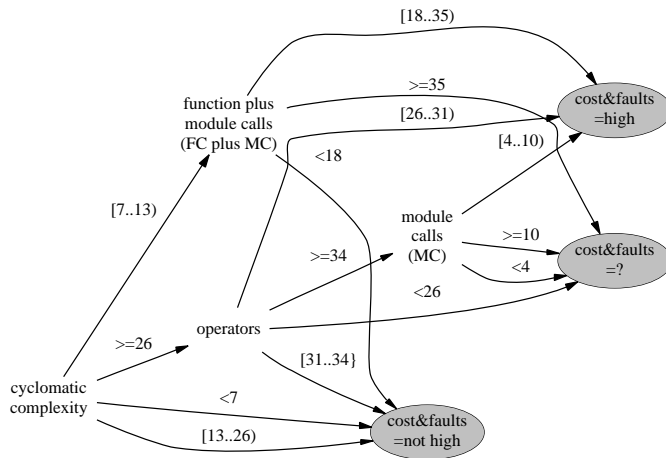 [18..35)
>=35
cost&faults
=high
function plus
module calls
(FC plus MC)
[26..31)
<18
[4..10)
[7..13)
module
calls
(MC)
>=10
cost&faults
=?
>=34
<4
<26
operators
>=26
[31..34}
cyclomatic
complexity
<7
cost&faults
=not high
[13..26)